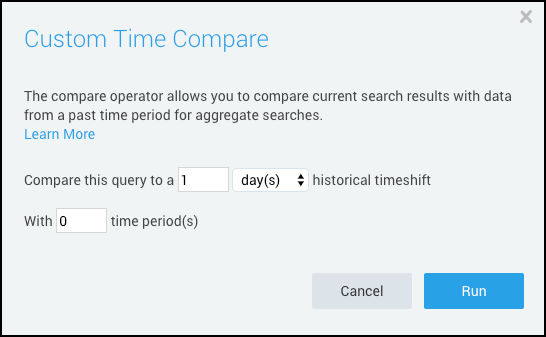 Custom Time Compare
The compare operator allows you to compare current search results with data
from a past time period for aggregate searches.
Learn More
Compare this query to a 1 day(s) historical timeshift
With 0 time period(s)
Cancel Run